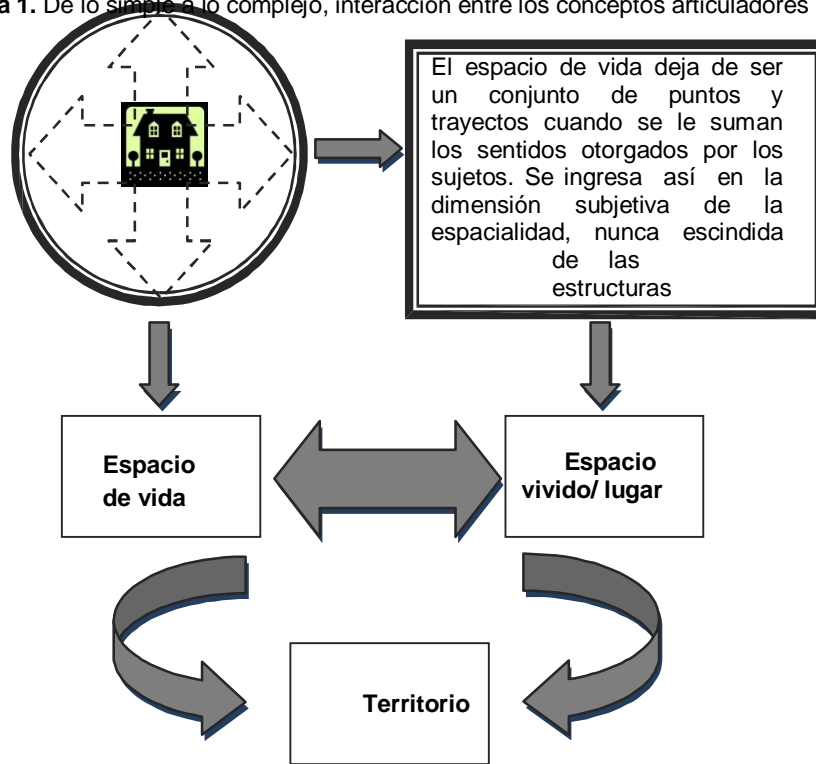 a 1. De lo simple a lo complejo, interacción entre los conceptos articuladores
El espacio de vida deja de ser
un conjunto de puntos y
trayectos cuando se le suman
los sentidos otorgados por los
sujetos. Se ingresa así en la
dimensión subjetiva de la
espacialidad, nunca escindida
de las
estructuras
Espacio
de vida
Espacio
vivido/ lugar
Territorio